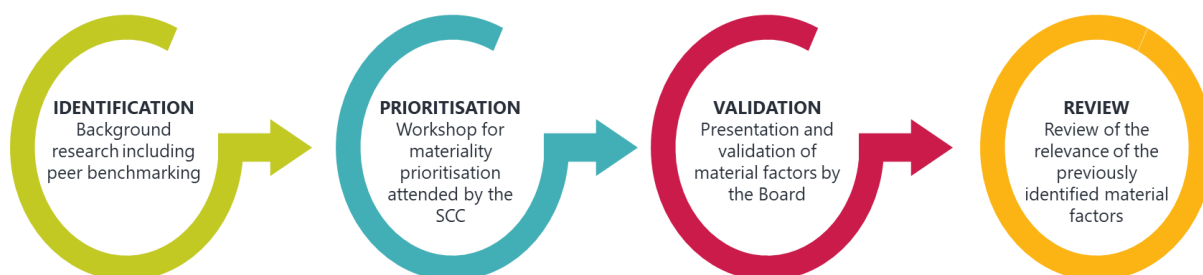 IDENTIFICATION
Background
research including
peer benchmarking
PRIORITISATION
Workshop for
materiality
prioritisation
attended by the
SCC
VALIDATION
Presentation and
validation of
material factors by
the Board
REVIEW
Review of the
relevance of the
previously
identified material
factors